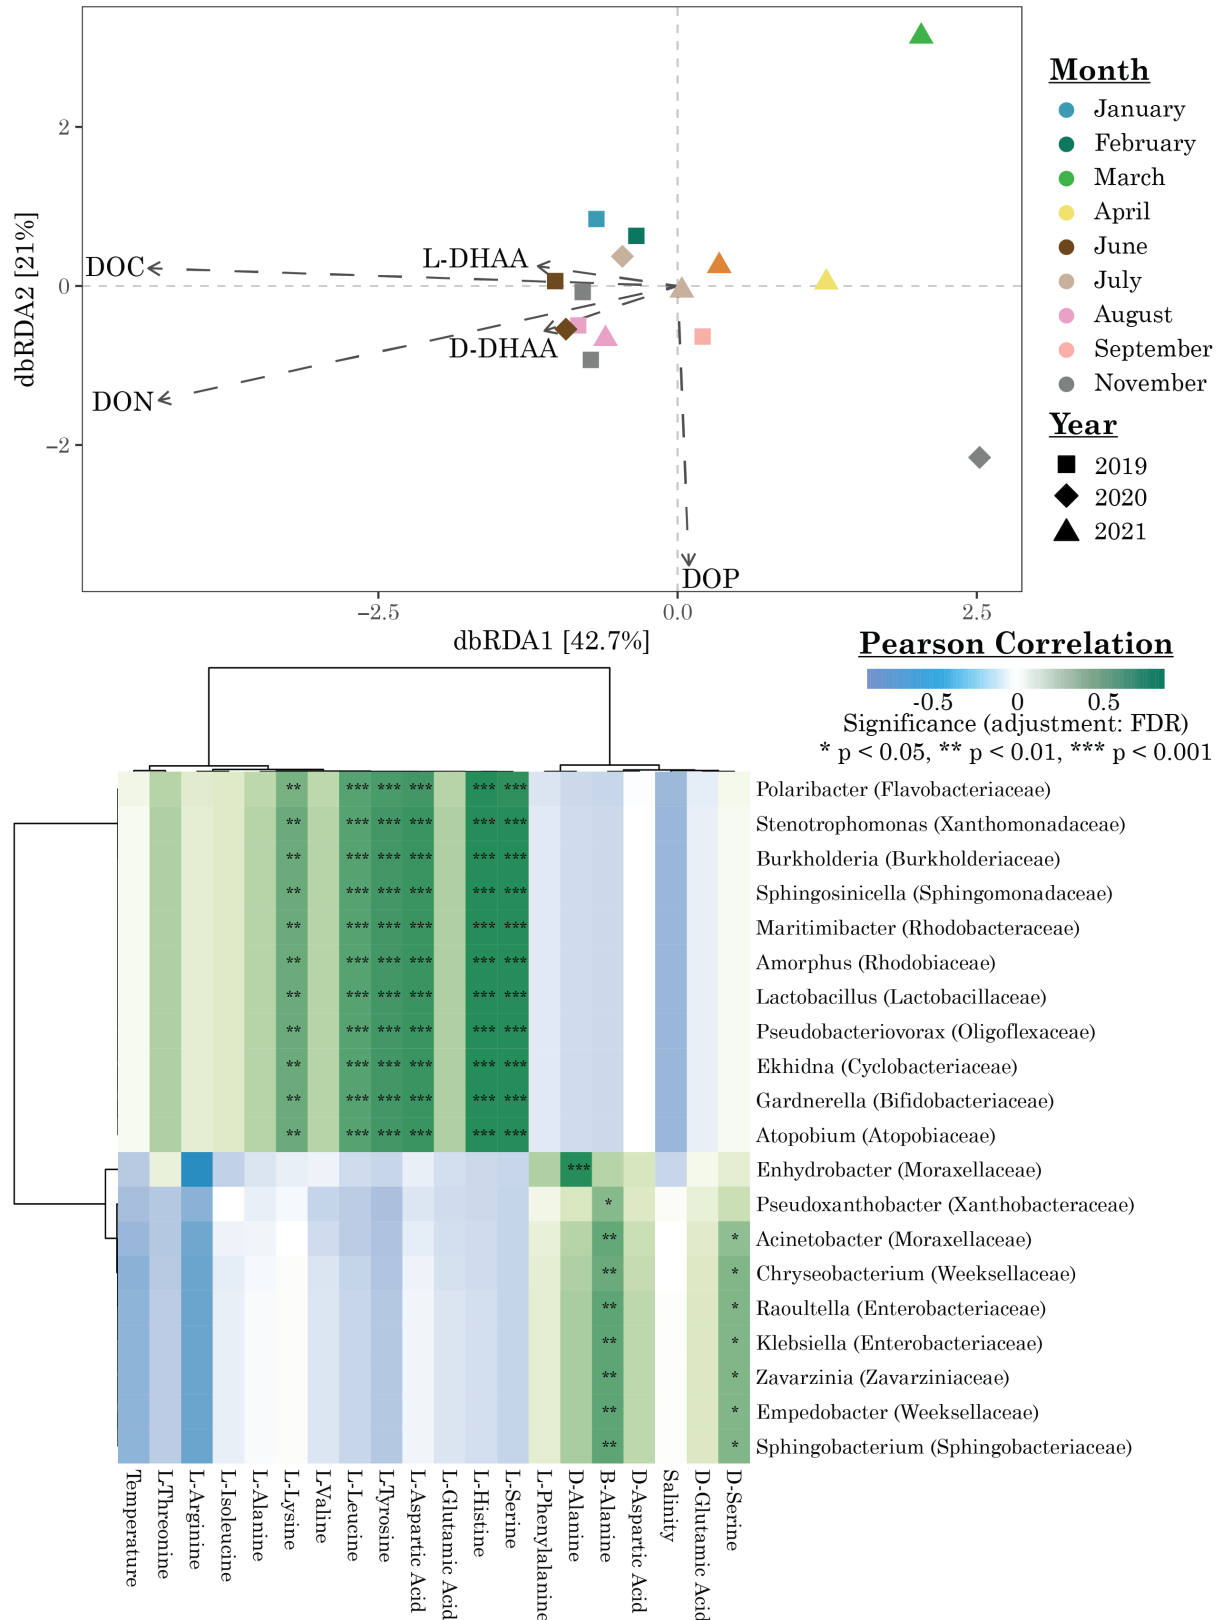 2
0
−2
dbRDA2 [21%]
DOC
L-DHAA
D-DHAA
DON
DOP
−2.5
0.0
2.5
dbRDA1 [42.7%]
Month
January
February
March
April
June
July
August
September
November
Year
2019
2020
2021
Pearson Correlation
-0.5 0 0.5
Significance (adjustment: FDR)
* p < 0.05, ** p < 0.01, *** p < 0.001
** *** *** *** *** *** Polaribacter (Flavobacteriaceae)
** *** *** *** *** *** Stenotrophomonas (Xanthomonadaceae)
** *** *** *** *** *** Burkholderia (Burkholderiaceae)
** *** *** *** *** *** Sphingosinicella (Sphingomonadaceae)
** *** *** *** *** *** Maritimibacter (Rhodobacteraceae)
** *** *** *** *** *** Amorphus (Rhodobiaceae)
** *** *** *** *** *** Lactobacillus (Lactobacillaceae)
** *** *** *** *** *** Pseudobacteriovorax (Oligoflexaceae)
** *** *** *** *** *** Ekhidna (Cyclobacteriaceae)
** *** *** *** *** *** Gardnerella (Bifidobacteriaceae)
** *** *** *** *** *** Atopobium (Atopobiaceae)
*** Enhydrobacter (Moraxellaceae)
* Pseudoxanthobacter (Xanthobacteraceae)
** * Acinetobacter (Moraxellaceae)
** * Chryseobacterium (Weeksellaceae)
** * Raoultella (Enterobacteriaceae)
** * Klebsiella (Enterobacteriaceae)
** * Zavarzinia (Zavarziniaceae)
** * Empedobacter (Weeksellaceae)
** * Sphingobacterium (Sphingobacteriaceae)
Temperature
L-Threonine
L-Arginine
L-Isoleucine
L-Alanine
L-Lysine
L-Valine
L-Leucine
L-Tyrosine
L-Aspartic Acid
L-Glutamic Acid
L-Histine
L-Serine
L-Phenylalanine
D-Alanine
B-Alanine
D-Aspartic Acid
Salinity
D-Glutamic Acid
D-Serine